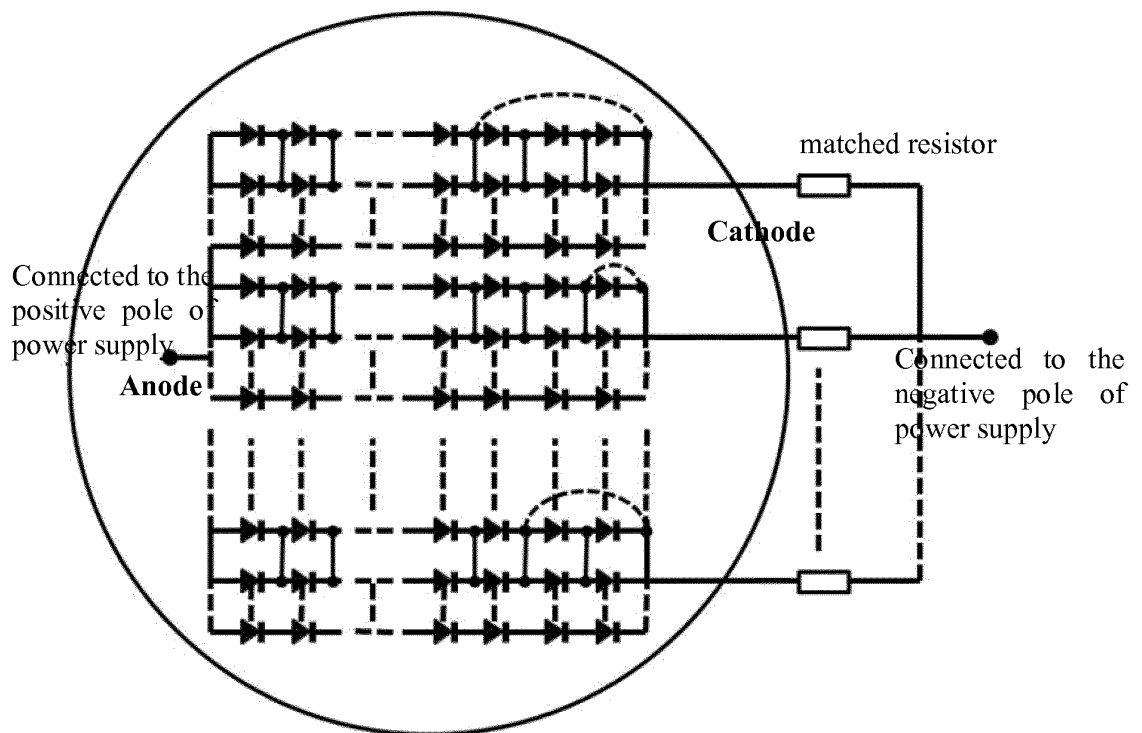 matched resistor
Cathode
Connected to the
positive pole of
power supply
Anode
Connected to the
negative pole of
power supply